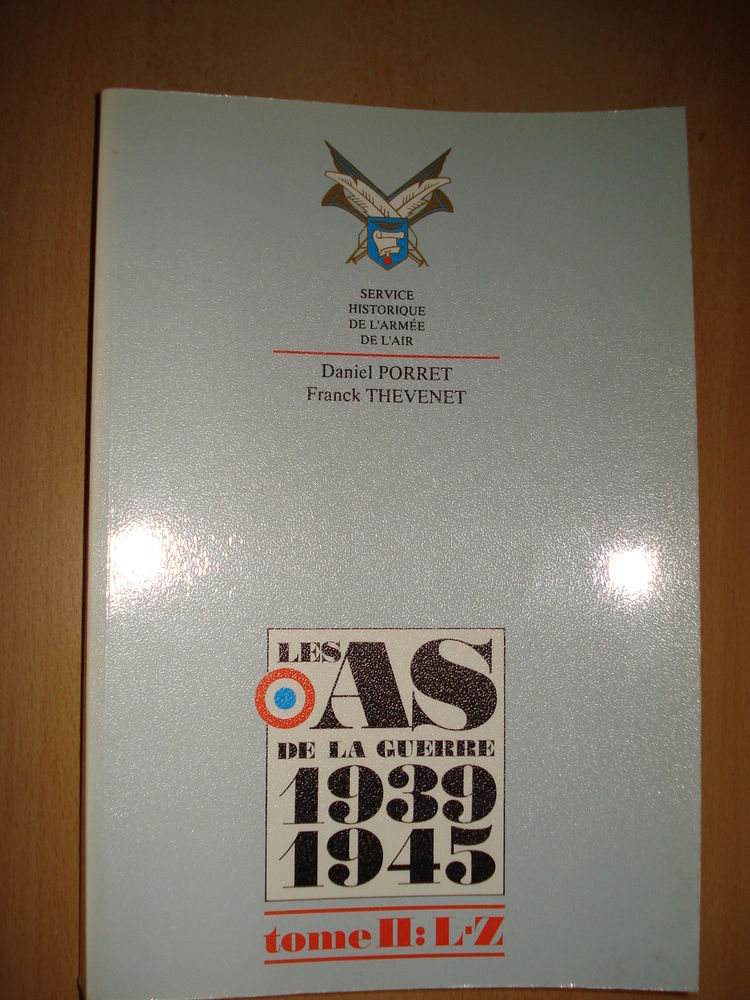 SERVICE
HISTORIQUE
DE L'ARMÉE
DE L'AIR
Daniel PORRET
Franck THEVENET
LES AS
DE LA GUERRE
1939
1945
tome II: L-Z